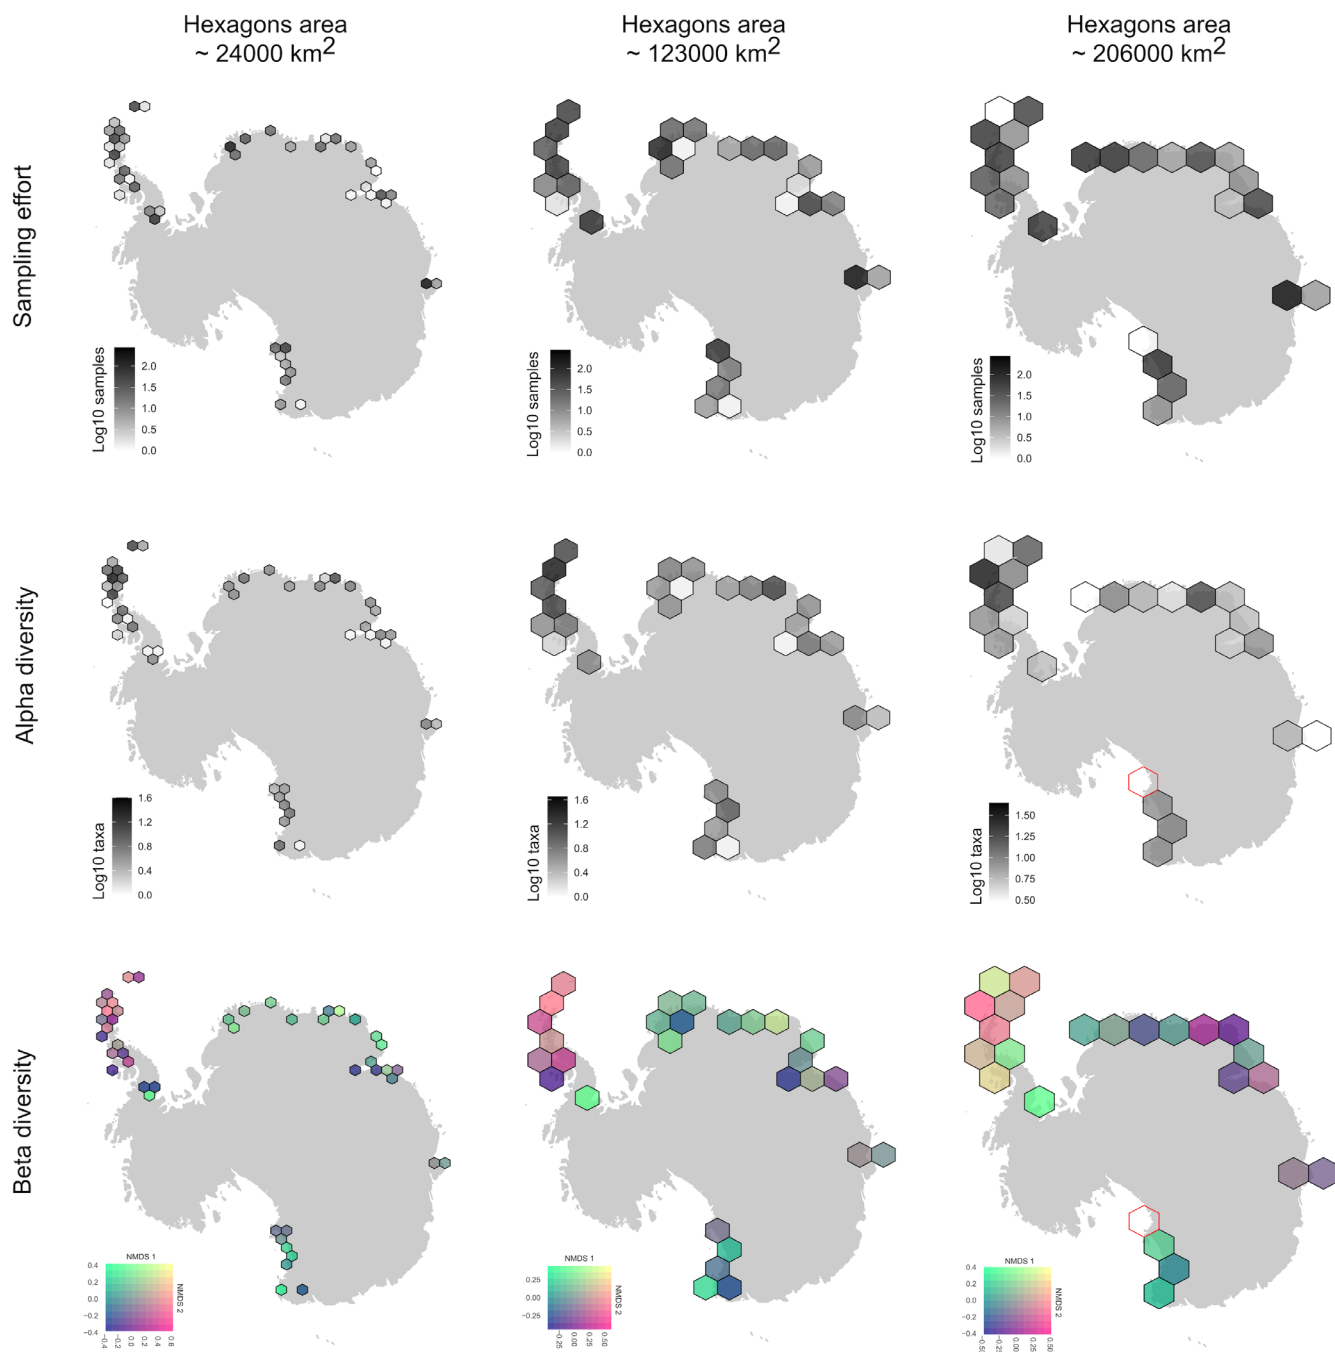 Hexagons area
~ 24000 km2
Hexagons area
~ 123000 km2
Hexagons area
~ 206000 km2
Sampling effort
Log10 samples
2.0
1.5
1.0
0.5
0.0
Log10 samples
2.0
1.5
1.0
0.5
0.0
Log10 samples
2.0
1.5
1.0
0.5
0.0
Alpha diversity
Log10 taxa
1.6
1.2
0.8
0.4
0.0
Log10 taxa
1.6
1.2
0.8
0.4
0.0
Log10 taxa
1.50
1.25
1.00
0.75
0.50
Beta diversity
NMDS 1
NMDS 2
0.4
0.2
0.0
−0.2
−0.4
−0.4
−0.2
0.0
0.2
0.4
0.6
NMDS 1
NMDS 2
0.25
0.00
−0.25
−0.25
0.00
0.25
0.50
NMDS 1
NMDS 2
0.4
0.2
0.0
−0.2
−0.4
−0.50
−0.25
0.00
0.25
0.50